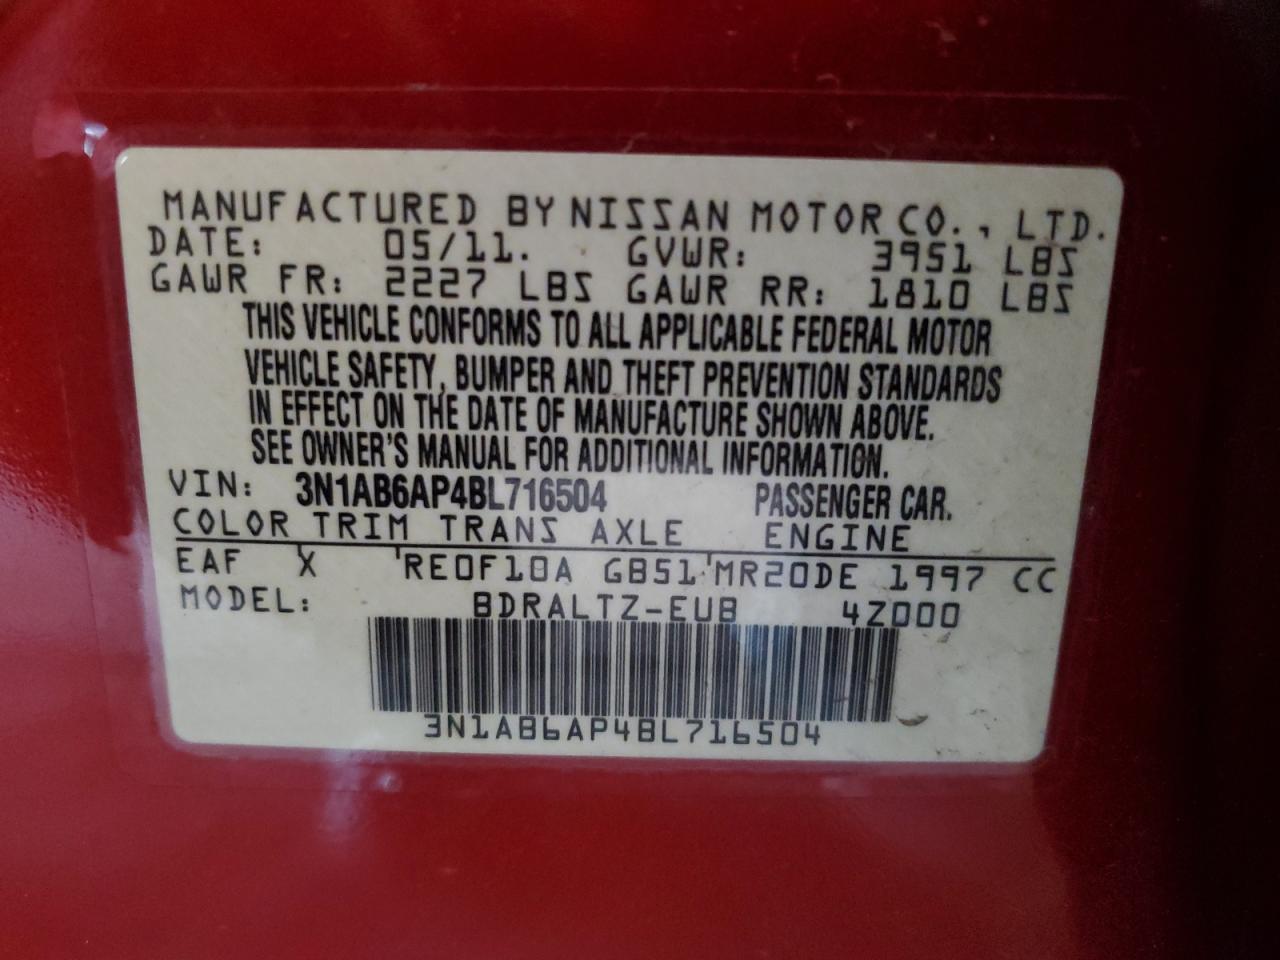 MANUFACTURED BY NISSAN MOTOR CO., LTD.
DATE: 05/11. GVWR: 3951 LBS
GAWR FR: 2227 LBS GAWR RR: 1810 LBS
THIS VEHICLE CONFORMS TO ALL APPLICABLE FEDERAL MOTOR
VEHICLE SAFETY, BUMPER AND THEFT PREVENTION STANDARDS
IN EFFECT ON THE DATE OF MANUFACTURE SHOWN ABOVE.
SEE OWNER'S MANUAL FOR ADDITIONAL INFORMATION.
VIN: 3N1AB6AP4BL716504 PASSENGER CAR.
COLOR TRIM TRANS AXLE ENGINE
EAF X RE0F10A GB51 MR20DE 1997 CC
MODEL: BDRALTZ-EUB 4Z000
3N1AB6AP4BL716504